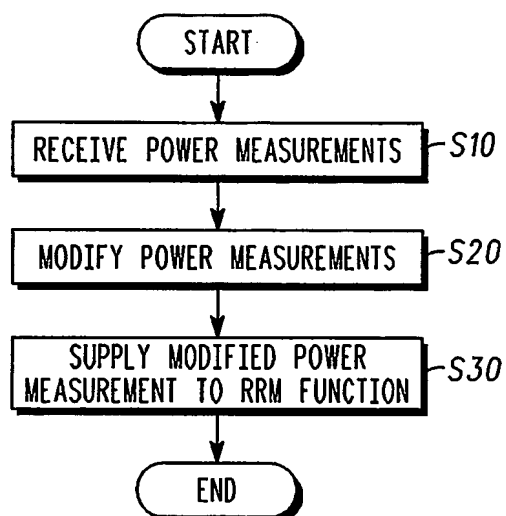 START
RECEIVE POWER MEASUREMENTS
S10
MODIFY POWER MEASUREMENTS
S20
SUPPLY MODIFIED POWER
MEASUREMENT TO RRM FUNCTION
S30
END